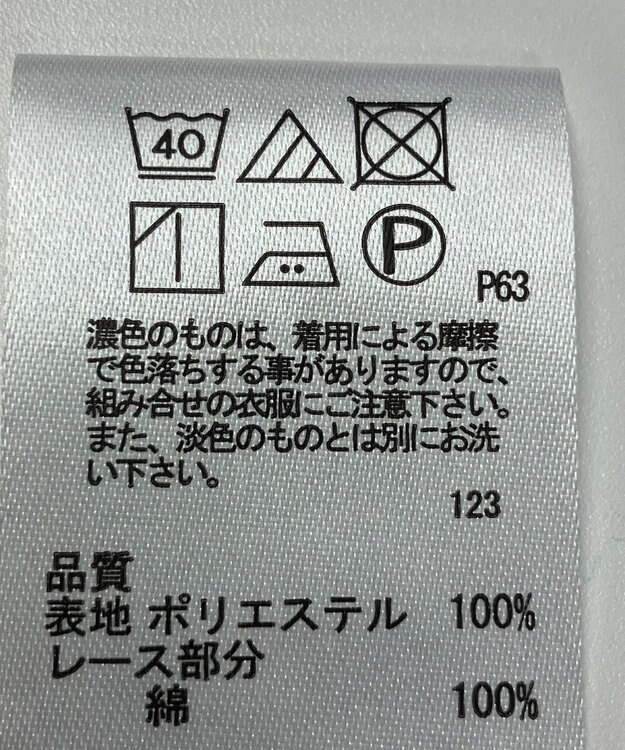 40
P
P63
濃色のものは、着用による摩擦
で色落ちする事がありますので、
組み合せの衣服にご注意下さい。
また、淡色のものとは別にお洗
い下さい。
123
品質
表地 ポリエステル 100%
レース部分
綿 100%